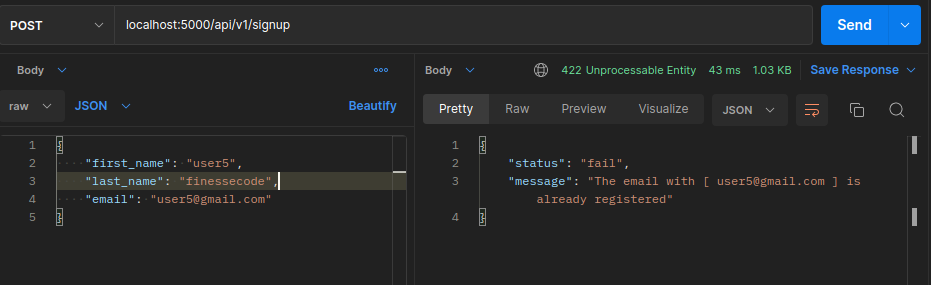 POST localhost:5000/api/v1/signup Send
Body Body 422 Unprocessable Entity 43 ms 1.03 KB Save Response
raw JSON Beautify Pretty Raw Preview Visualize JSON
1 {
2 "first_name": "user5",
3 "last_name": "finessecode",
4 "email": "user5@gmail.com"
5 }
1 {
2 "status": "fail",
3 "message": "The email with [ user5@gmail.com ] is
already registered"
4 }